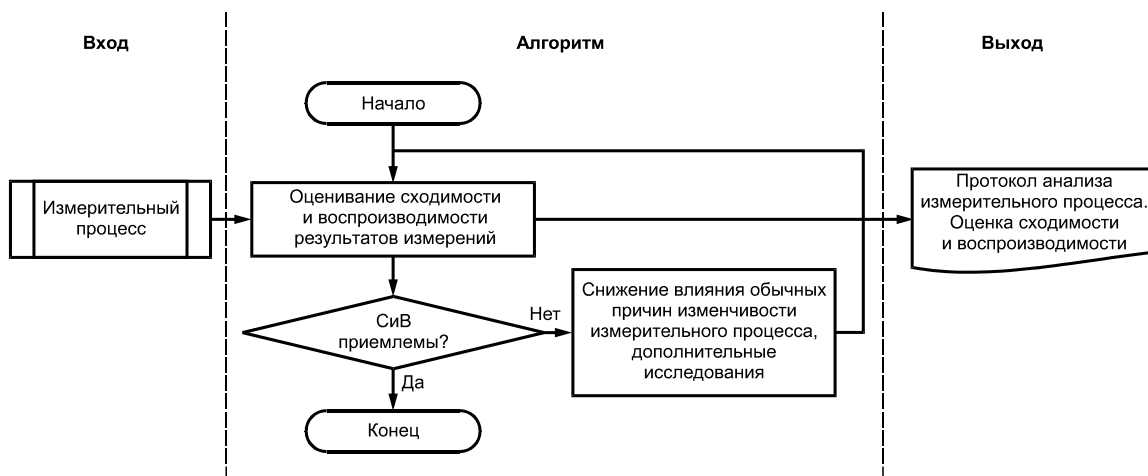 Вход
Алгоритм
Выход
Начало
Измерительный
процесс
Оценивание сходимости
и воспроизводимости
результатов измерений
Протокол анализа
измерительного процесса.
Оценка сходимости
и воспроизводимости
СиВ
приемлемы?
Нет
Снижение влияния обычных
причин изменчивости
измерительного процесса,
дополнительные
исследования
Да
Конец